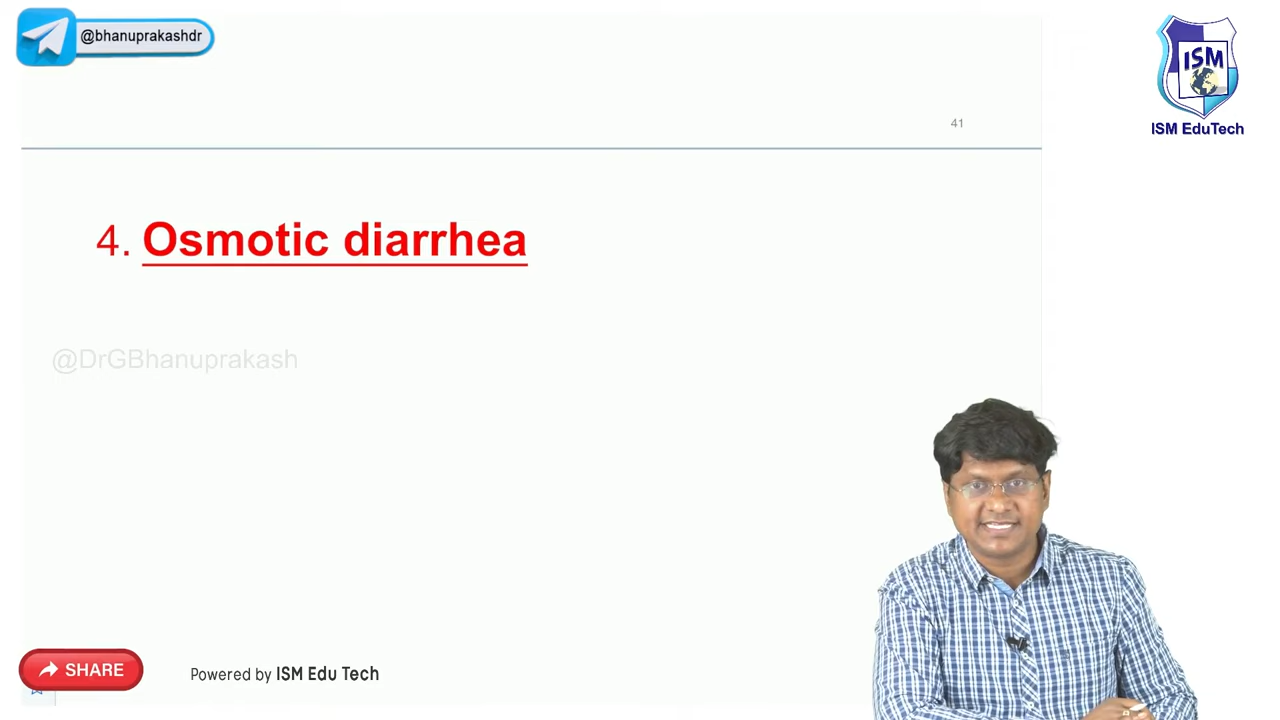 @bhanuprakashdr
ISM
ISM EduTech
41
4. Osmotic diarrhea
@DrGBhanuprakash
SHARE
Powered by ISM Edu Tech